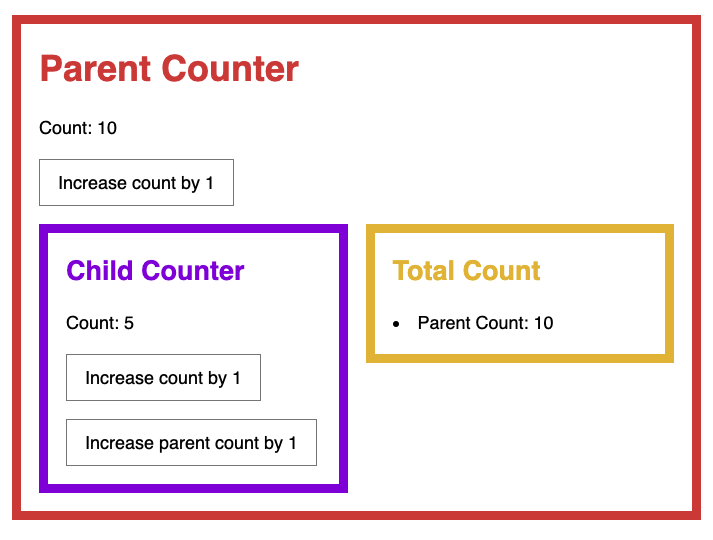 Parent Counter
Count: 10
Increase count by 1
Child Counter
Count: 5
Increase count by 1
Increase parent count by 1
Total Count
• Parent Count: 10